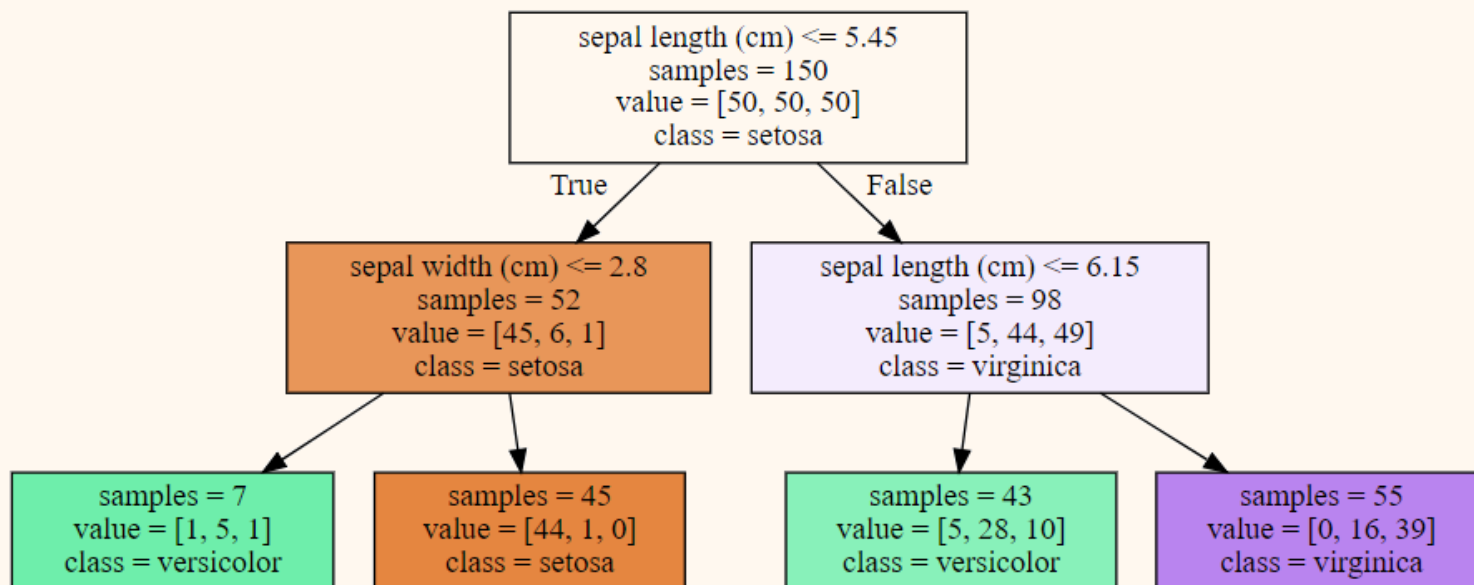 sepal length (cm) <= 5.45
samples = 150
value = [50, 50, 50]
class = setosa
True
False
sepal width (cm) <= 2.8
samples = 52
value = [45, 6, 1]
class = setosa
sepal length (cm) <= 6.15
samples = 98
value = [5, 44, 49]
class = virginica
samples = 7
value = [1, 5, 1]
class = versicolor
samples = 45
value = [44, 1, 0]
class = setosa
samples = 43
value = [5, 28, 10]
class = versicolor
samples = 55
value = [0, 16, 39]
class = virginica